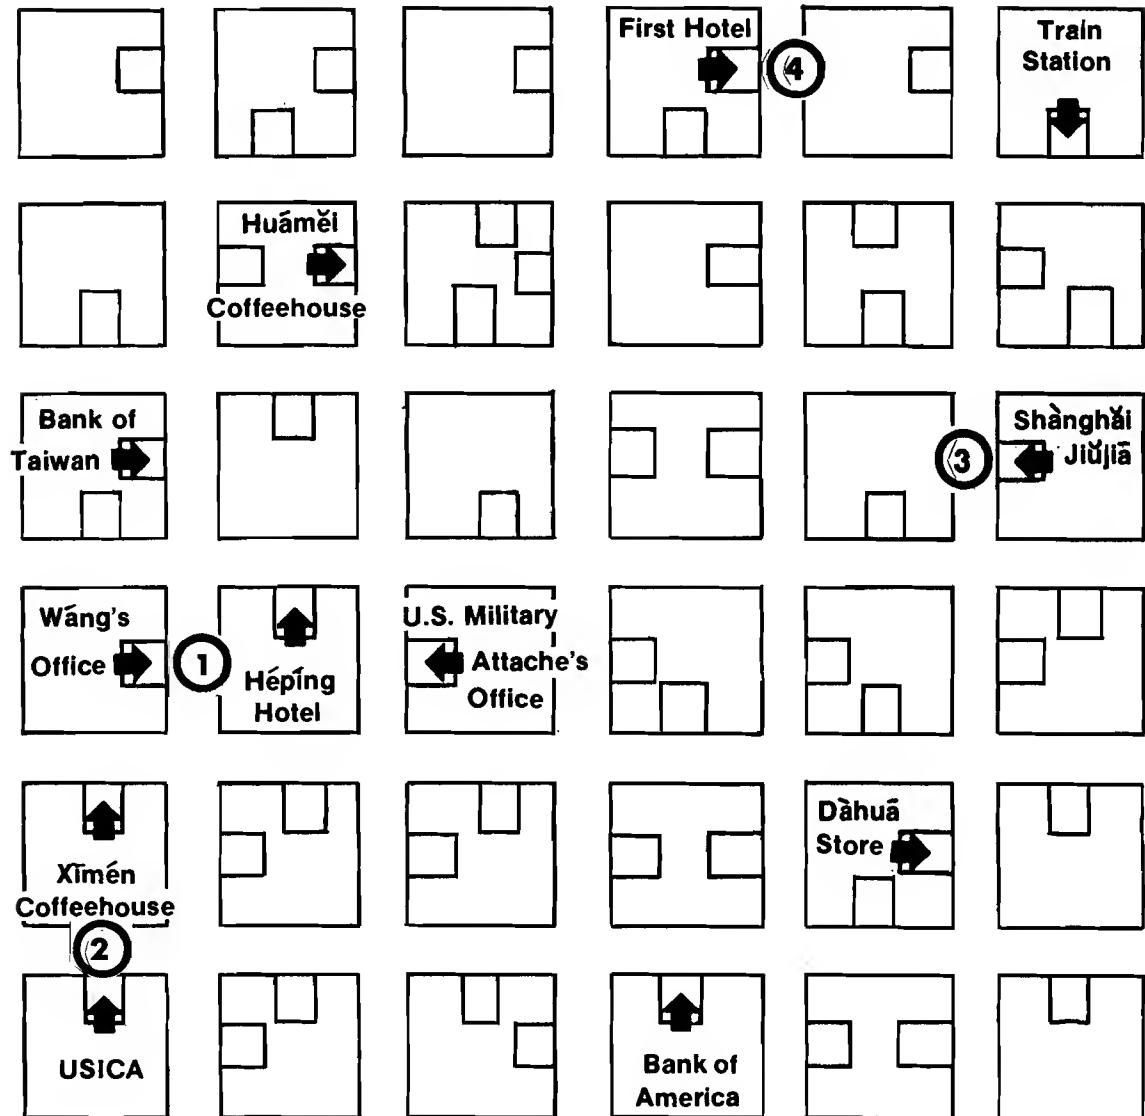 First Hotel
4
Train
Station
Huáměi
Coffeehouse
Bank of
Taiwan
3
Shànghǎi
Jiǔjiā
Wáng's
Office
1
Hépíng
Hotel
U.S. Military
Attache's
Office
Xīmén
Coffeehouse
2
Dàhuā
Store
USICA
Bank of
America